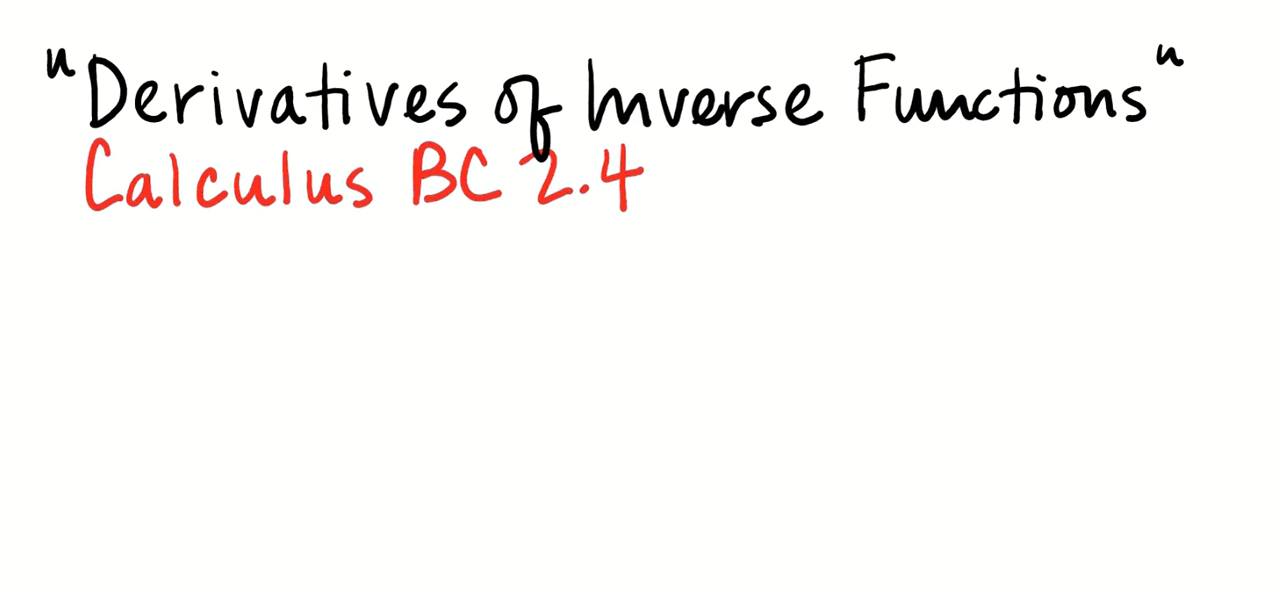 "Derivatives of Inverse Functions"
Calculus BC 2.4